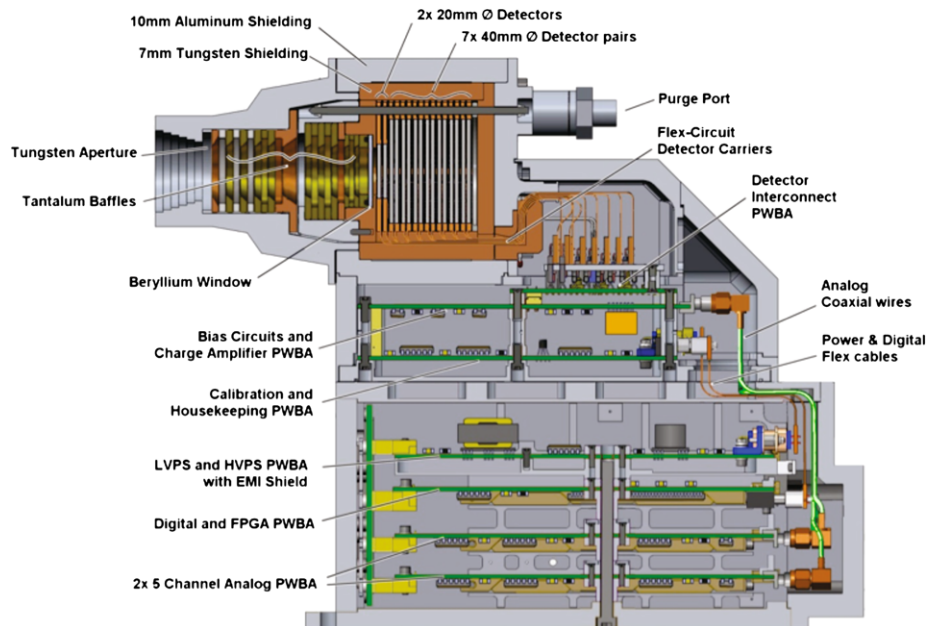 10mm Aluminum Shielding
2x 20mm Ø Detectors
7x 40mm Ø Detector pairs
7mm Tungsten Shielding
Purge Port
Tungsten Aperture
Flex-Circuit
Detector Carriers
Tantalum Baffles
Detector
Interconnect
PWBA
Beryllium Window
Analog
Coaxial wires
Bias Circuits and
Charge Amplifier PWBA
Power & Digital
Flex cables
Calibration and
Housekeeping PWBA
LVPS and HVPS PWBA
with EMI Shield
Digital and FPGA PWBA
2x 5 Channel Analog PWBA